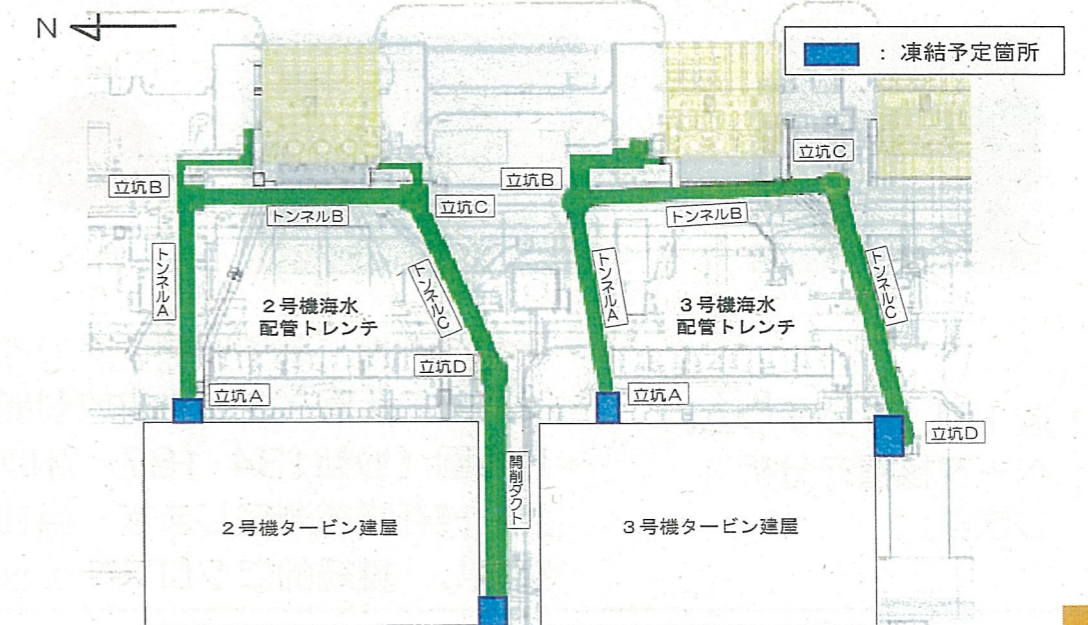 N
：凍結予定箇所
立坑C
立坑B
立坑B
立坑C
トンネルB
トンネルB
トンネルA
トンネルC
トンネルA
トンネルC
2号機海水
配管トレンチ
3号機海水
配管トレンチ
立坑D
立坑A
立坑A
立坑D
開削ダクト
2号機タービン建屋
3号機タービン建屋